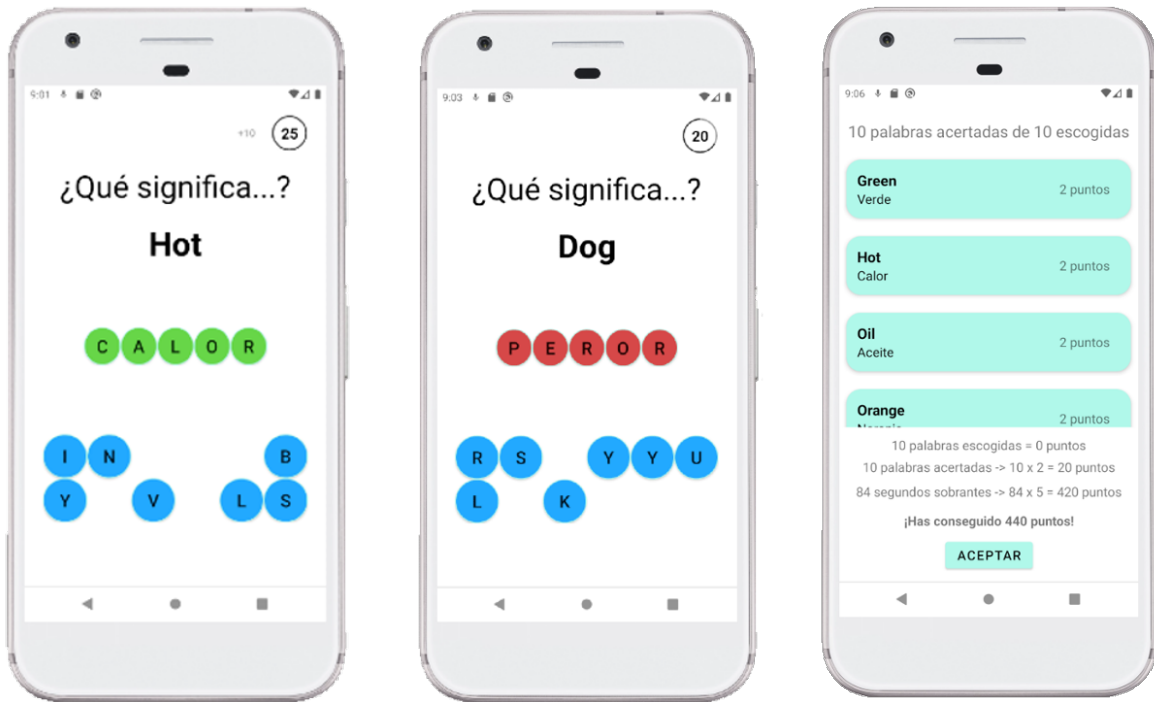 9:01
+10 25
¿Qué significa...?
Hot
C A L O R
I N B
Y V L S
9:03
20
¿Qué significa...?
Dog
P E R O R
R S Y Y U
L K
9:06
10 palabras acertadas de 10 escogidas
Green
Verde
2 puntos
Hot
Calor
2 puntos
Oil
Aceite
2 puntos
Orange
2 puntos
10 palabras escogidas = 0 puntos
10 palabras acertadas -> 10 x 2 = 20 puntos
84 segundos sobrantes -> 84 x 5 = 420 puntos
¡Has conseguido 440 puntos!
ACEPTAR